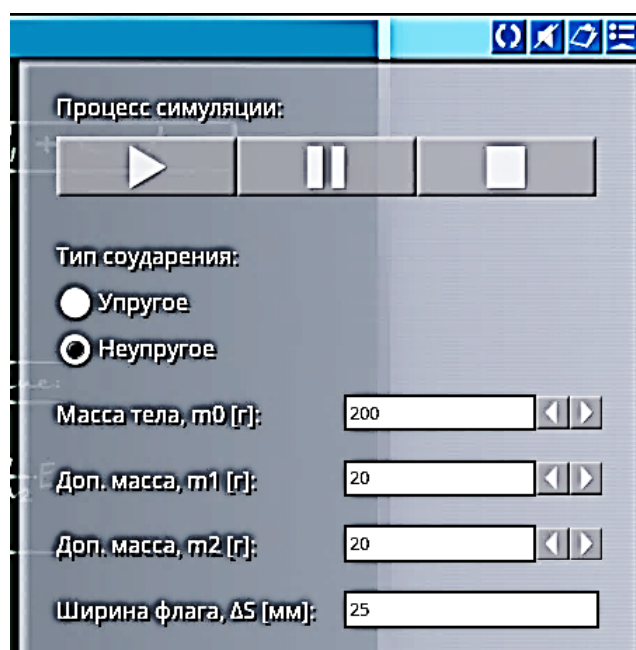 Процесс симуляции:
Тип соударения:
Упругое
Неупругое
Масса тела, m0 [г]: 200
Доп. масса, m1 [г]: 20
Доп. масса, m2 [г]: 20
Ширина флага, ΔS [мм]: 25